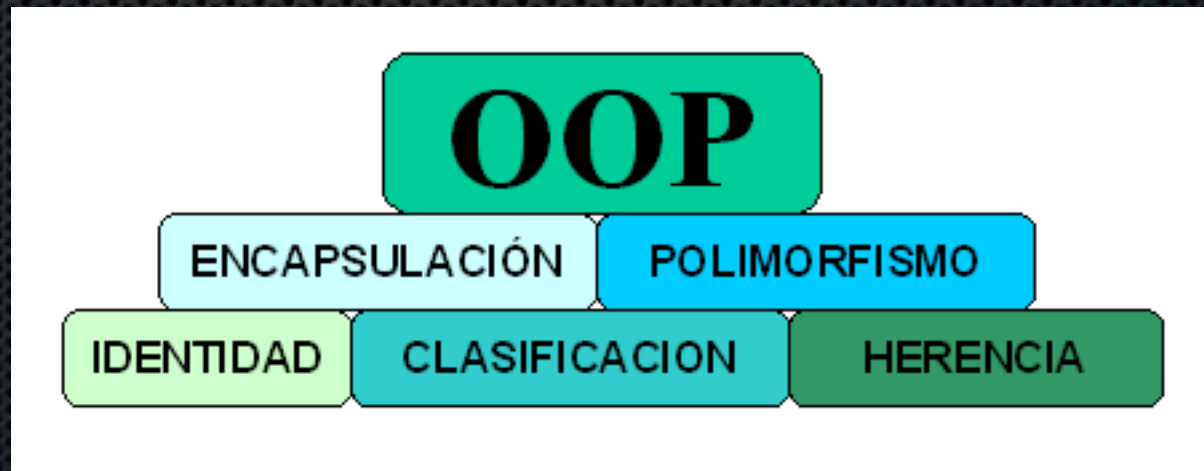 OOP
ENCAPSULACIÓN POLIMORFISMO
IDENTIDAD CLASIFICACION HERENCIA